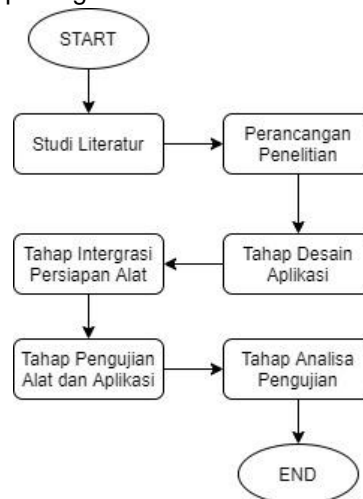 START
Studi Literatur
Perancangan
Penelitian
Tahap Desain
Aplikasi
Tahap Intergrasi
Persiapan Alat
Tahap Pengujian
Alat dan Aplikasi
Tahap Analisa
Pengujian
END